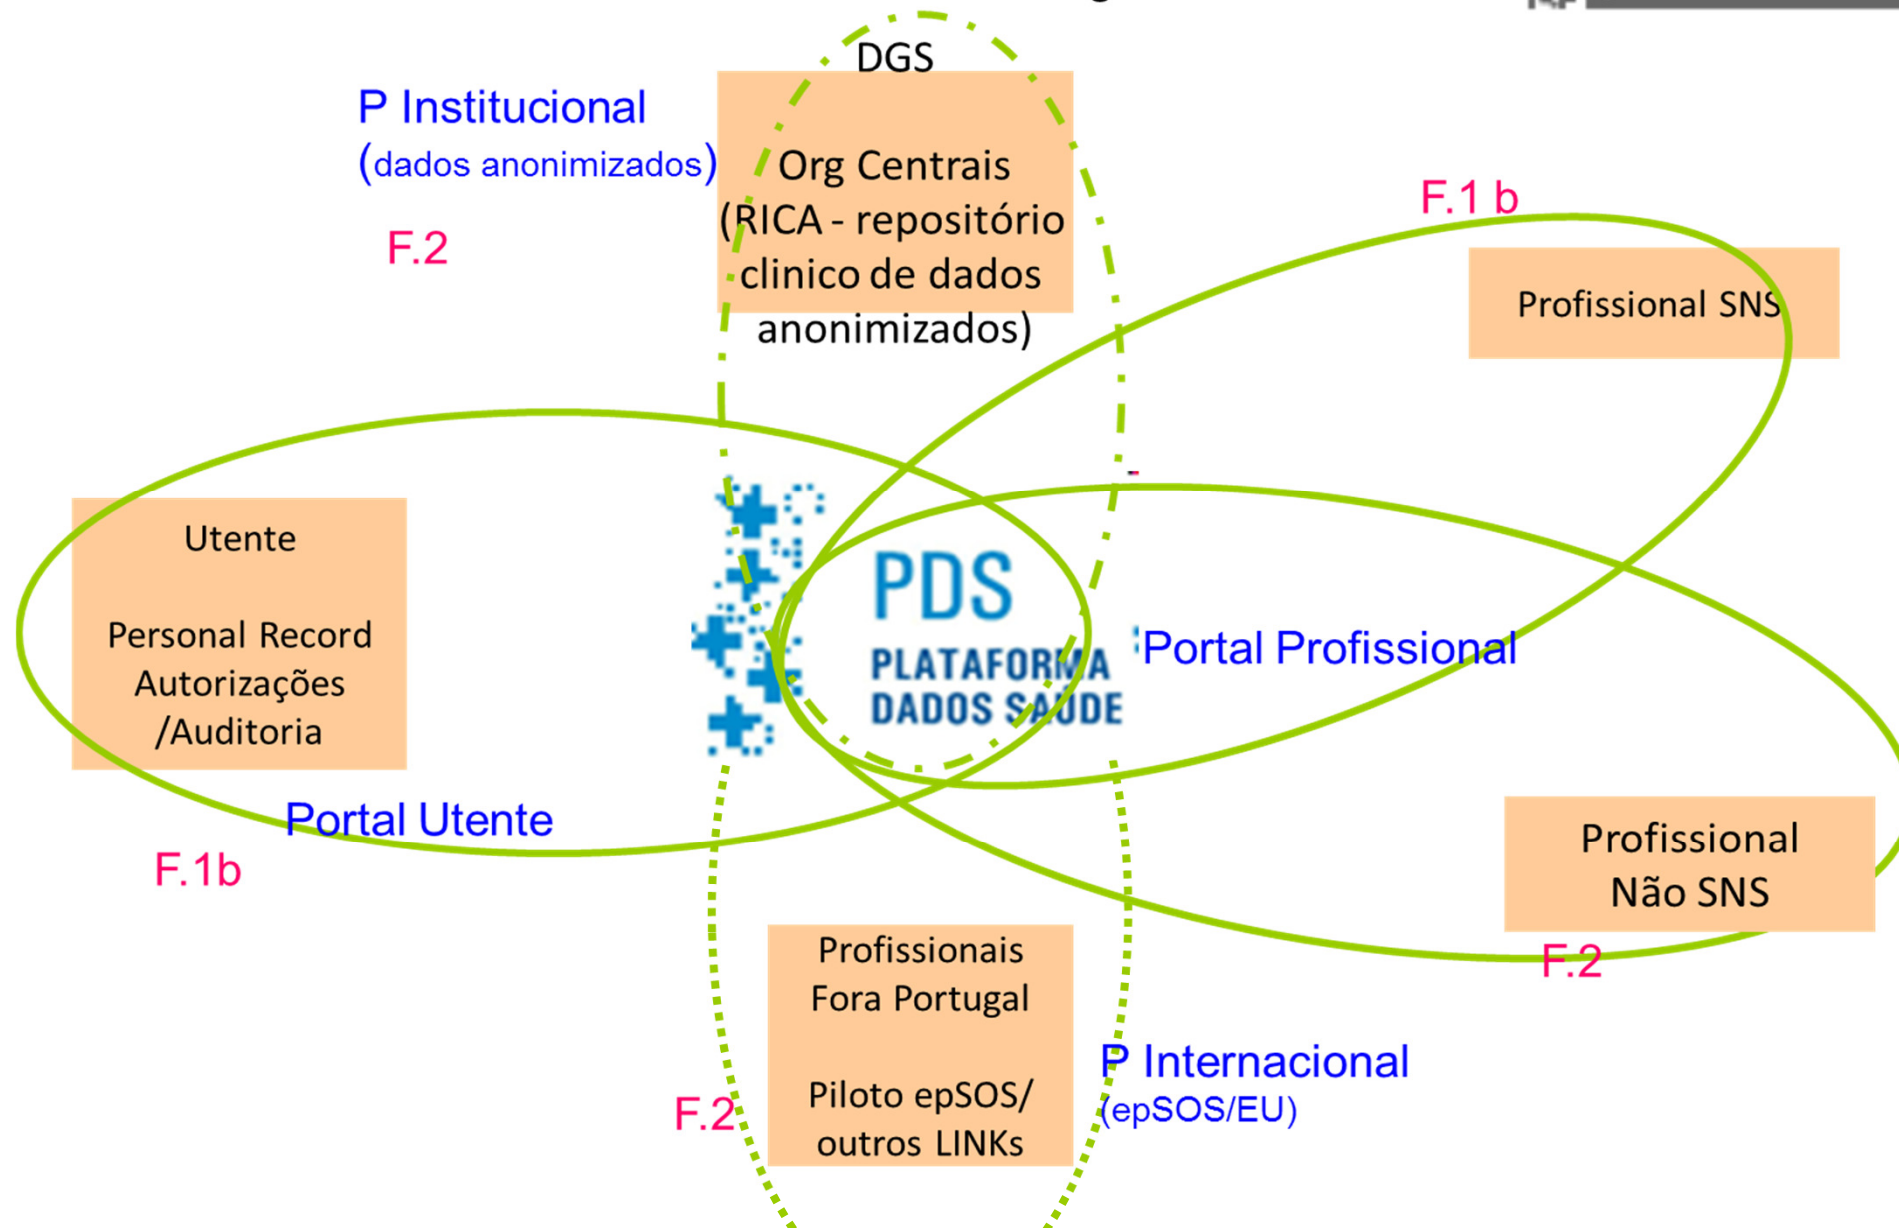 DGS
P Institucional
(dados anonimizados)
Org Centrais
(RICA - repositório
clinico de dados
anonimizados)
F.2
F.1 b
Profissional SNS
Utente
Personal Record
Autorizações
/Auditoria
PDS
PLATAFORMA
DADOS SAÚDE
Portal Profissional
Portal Utente
F.1b
Profissional
Não SNS
F.2
Profissionais
Fora Portugal
Piloto epSOS/
outros LINKs
F.2
P Internacional
(epSOS/EU)